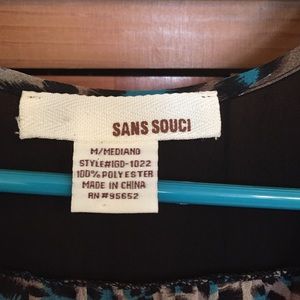 SANS SOUCI
M/MEDIANO
STYLE#IGD-1022
100% POLYESTER
MADE IN CHINA
RN #95652